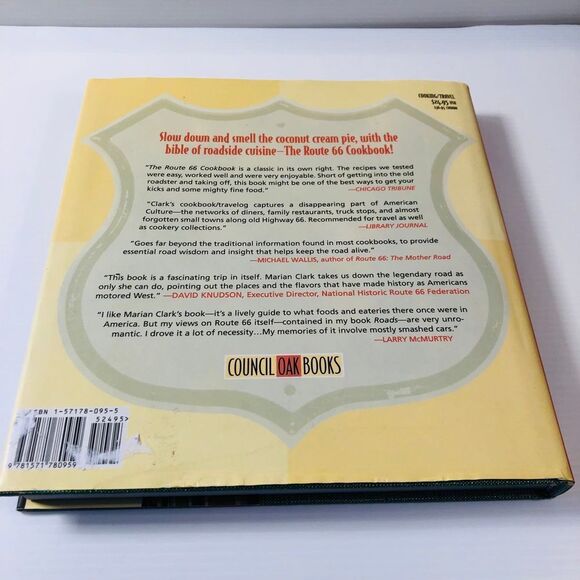 COOKING/TRAVEL
$24.95 USD
Slow down and smell the coconut cream pie, with the
bible of roadside cuisine—The Route 66 Cookbook!
"The Route 66 Cookbook is a classic in its own right. The recipes we tested
were easy, worked well and were very enjoyable. Short of getting into the old
roadster and taking off, this book might be one of the best ways to get your
kicks and some mighty fine food."
—CHICAGO TRIBUNE
"Clark's cookbook/travelog captures a disappearing part of American
Culture—the networks of diners, family restaurants, truck stops, and almost
forgotten small towns along old Highway 66. Recommended for travel as well
as cookery collections."
—LIBRARY JOURNAL
"Goes far beyond the traditional information found in most cookbooks, to provide
essential road wisdom and insight that helps keep the road alive."
—MICHAEL WALLIS, author of Route 66: The Mother Road
"This book is a fascinating trip in itself. Marian Clark takes us down the legendary road as
only she can do, pointing out the places and the flavors that have made history as Americans
motored West." —DAVID KNUDSON, Executive Director, National Historic Route 66 Federation
"I like Marian Clark's book—it's a lively guide to what foods and eateries there once were in
America. But my views on Route 66 itself—contained in my book Roads—are very unro-
mantic. I drove it a lot of necessity...My memories of it involve mostly smashed cars."
—LARRY McMURTRY
COUNCIL OAK BOOKS
ISBN 1-57178-095-5
52495>
9 781571 780959